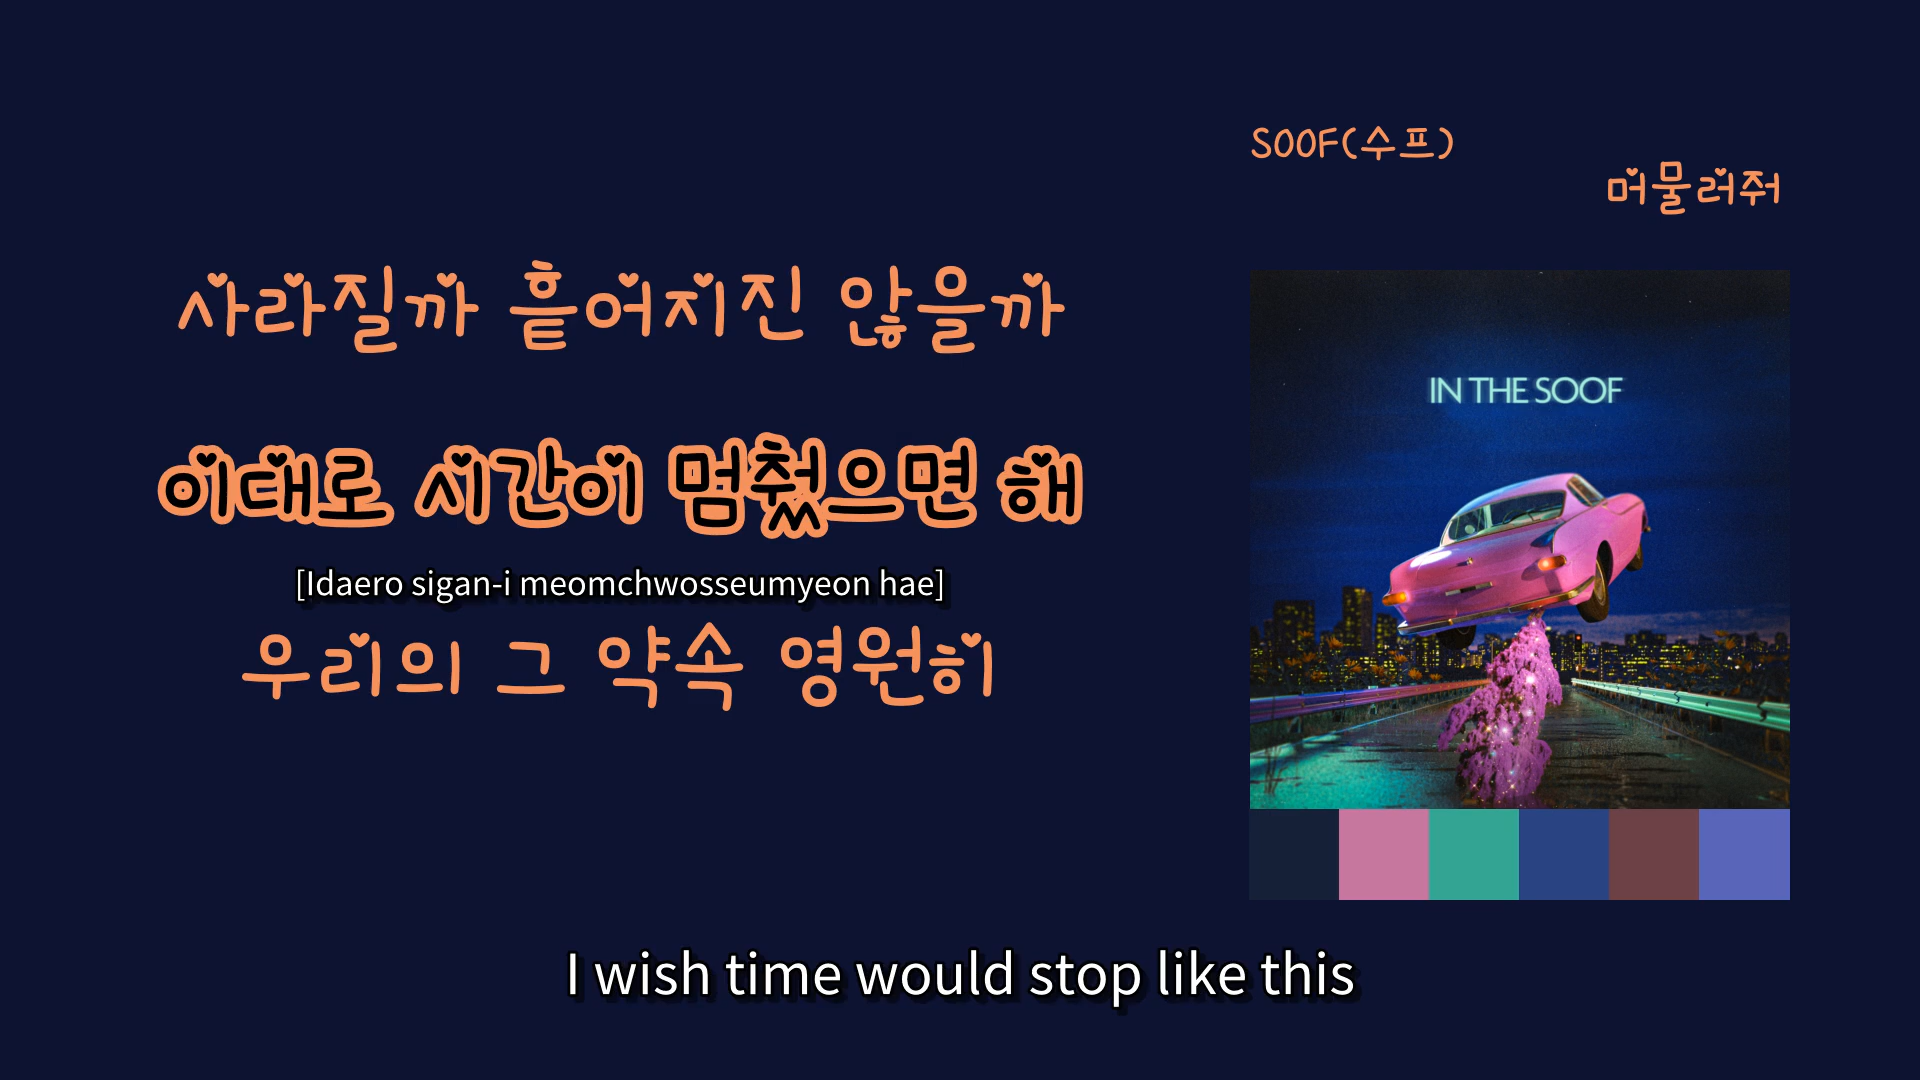 SOOF(수프)
머물러줘
사라질까 흩어지진 않을까
이대로 시간이 멈췄으면 해
[Idaero sigan-i meomchwosseumyeon hae]
우리의 그 약속 영원히
IN THE SOOF
I wish time would stop like this